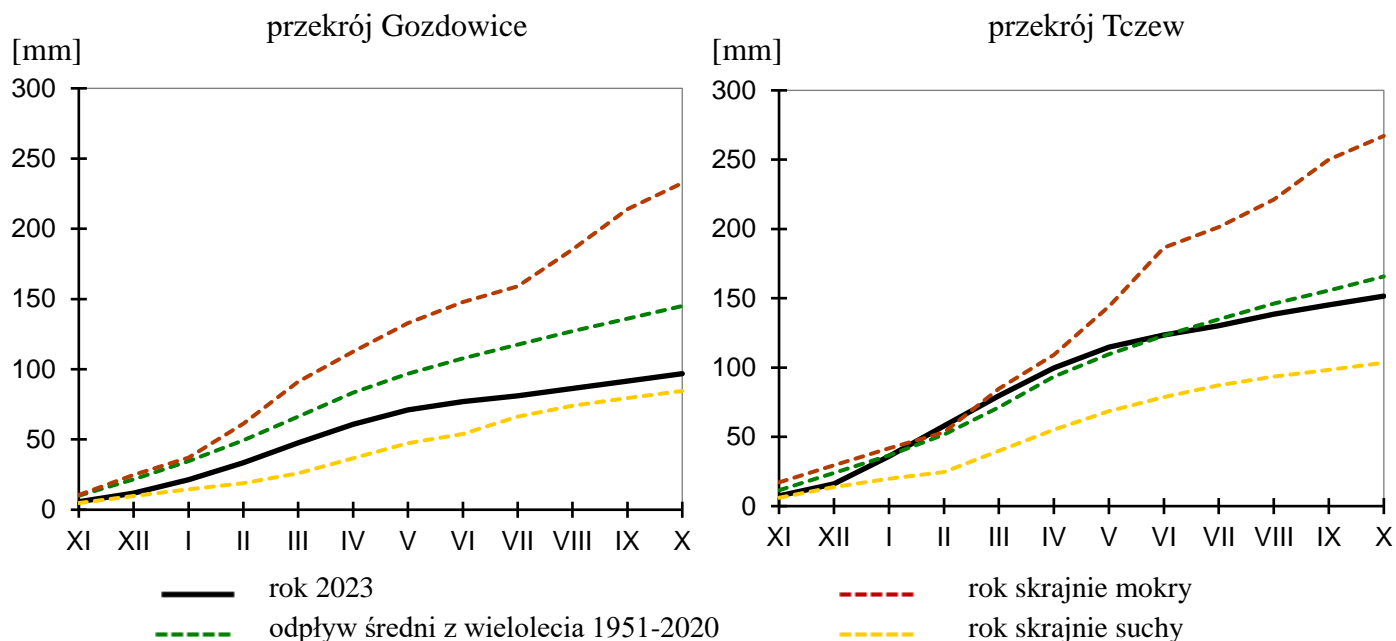 przekrój Gozdowice
przekrój Tczew
[mm]
[mm]
300
250
200
150
100
50
0
XI XII I II III IV V VI VII VIII IX X
300
250
200
150
100
50
0
XI XII I II III IV V VI VII VIII IX X
rok 2023
rok skrajnie mokry
odpływ średni z wielolecia 1951-2020
rok skrajnie suchy